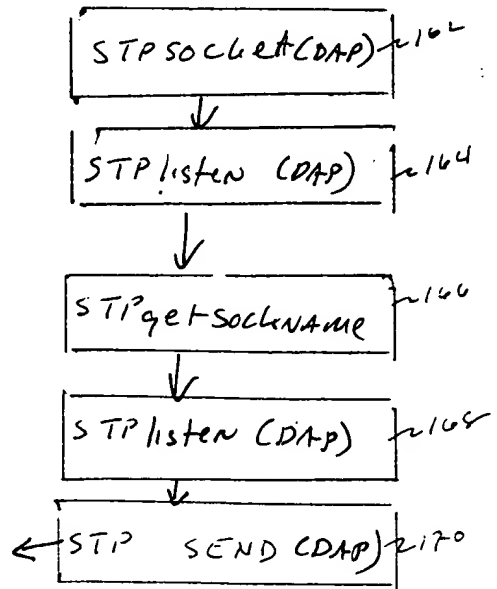 STPsocket(DAP) 162
STPlisten (DAP) 164
STPgetsockNAMe 166
STPlisten (DAP) 168
STP SEND (DAP) 170